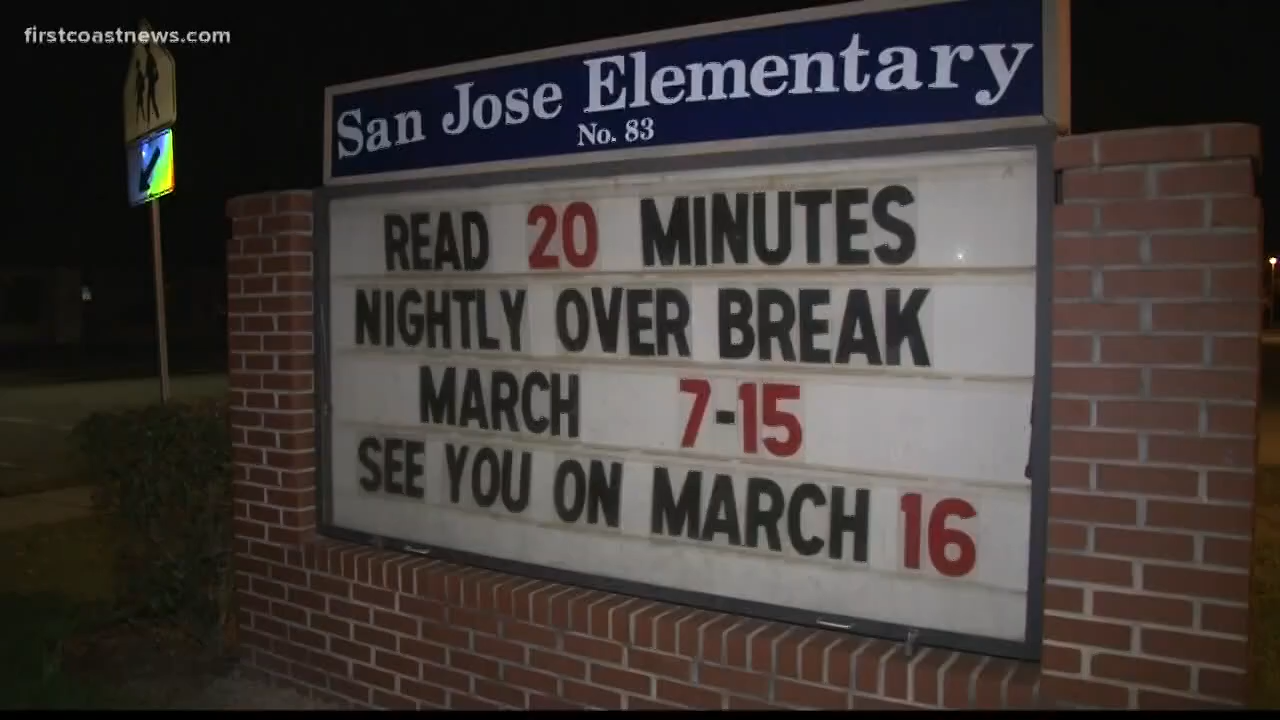 firstcoastnews.com
San Jose Elementary
No. 83
READ 20 MINUTES
NIGHTLY OVER BREAK
MARCH 7-15
SEE YOU ON MARCH 16